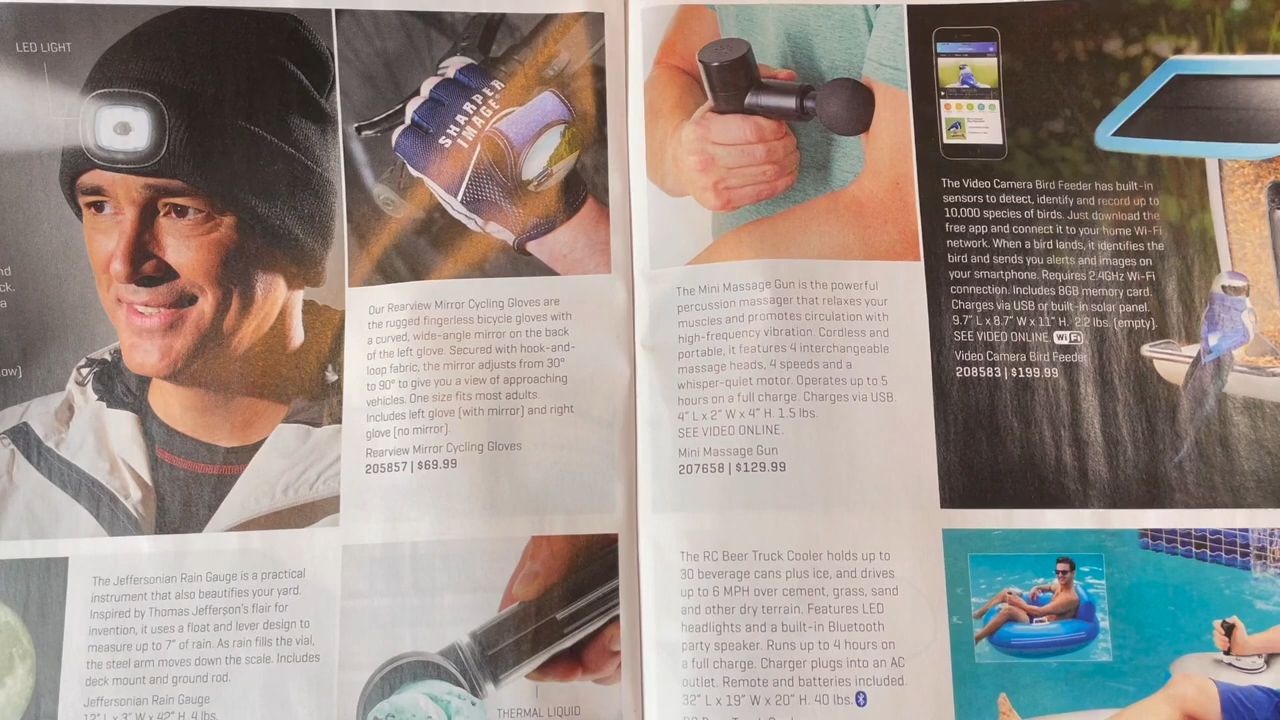 LED LIGHT
nd
ck.
a
low)
SHARPER
IMAGE
Our Rearview Mirror Cycling Gloves are
the rugged fingerless bicycle gloves with
a curved, wide-angle mirror on the back
of the left glove. Secured with hook-and-
loop fabric, the mirror adjusts from 30°
to 90° to give you a view of approaching
vehicles. One size fits most adults.
Includes left glove (with mirror) and right
glove (no mirror).
Rearview Mirror Cycling Gloves
205857 | $69.99
The Jeffersonian Rain Gauge is a practical
instrument that also beautifies your yard.
Inspired by Thomas Jefferson's flair for
invention, it uses a float and lever design to
measure up to 7" of rain. As rain fills the vial,
the steel arm moves down the scale. Includes
deck mount and ground rod.
Jeffersonian Rain Gauge
12" L x 3" W x 42" H. 4 lbs.
THERMAL LIQUID
The Mini Massage Gun is the powerful
percussion massager that relaxes your
muscles and promotes circulation with
high-frequency vibration. Cordless and
portable, it features 4 interchangeable
massage heads, 4 speeds and a
whisper-quiet motor. Operates up to 5
hours on a full charge. Charges via USB.
4" L x 2" W x 4" H. 1.5 lbs.
SEE VIDEO ONLINE.
Mini Massage Gun
207658 | $129.99
The Video Camera Bird Feeder has built-in
sensors to detect, identify and record up to
10,000 species of birds. Just download the
free app and connect it to your home Wi-Fi
network. When a bird lands, it identifies the
bird and sends you alerts and images on
your smartphone. Requires 2.4GHz Wi-Fi
connection. Includes 8GB memory card.
Charges via USB or built-in solar panel.
9.7" L x 8.7" W x 11" H. 2.2 lbs. (empty).
SEE VIDEO ONLINE. WiFi
Video Camera Bird Feeder
208583 | $199.99
The RC Beer Truck Cooler holds up to
30 beverage cans plus ice, and drives
up to 6 MPH over cement, grass, sand
and other dry terrain. Features LED
headlights and a built-in Bluetooth
party speaker. Runs up to 4 hours on
a full charge. Charger plugs into an AC
outlet. Remote and batteries included.
32" L x 19" W x 20" H. 40 lbs.